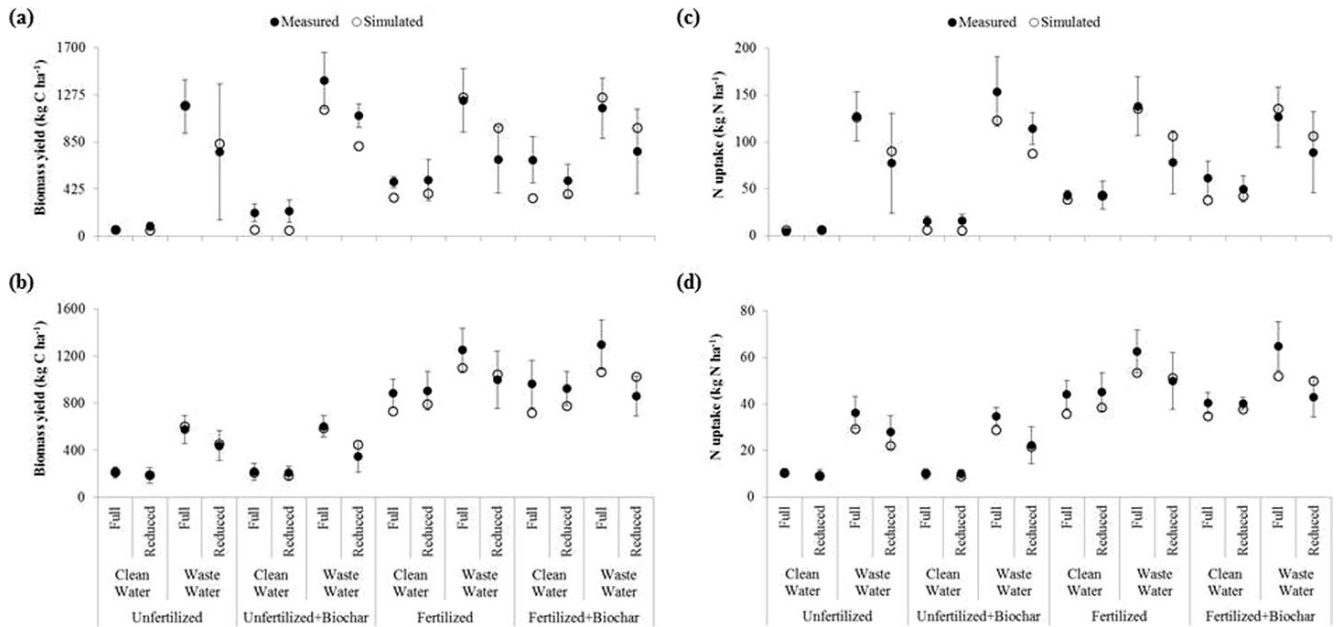 (a)
Measured Simulated
Biomass yield (kg C ha⁻¹)
1700
1275
850
425
0
(b)
Biomass yield (kg C ha⁻¹)
1600
1200
800
400
0
Full Reduced Full Reduced Full Reduced Full Reduced Full Reduced Full Reduced Full Reduced Full Reduced
Clean Water Waste Water Clean Water Waste Water Clean Water Waste Water Clean Water Waste Water
Unfertilized Unfertilized+Biochar Fertilized Fertilized+Biochar
(c)
Measured Simulated
N uptake (kg N ha⁻¹)
200
150
100
50
0
(d)
N uptake (kg N ha⁻¹)
80
60
40
20
0
Full Reduced Full Reduced Full Reduced Full Reduced Full Reduced Full Reduced Full Reduced Full Reduced
Clean Water Waste Water Clean Water Waste Water Clean Water Waste Water Clean Water Waste Water
Unfertilized Unfertilized+Biochar Fertilized Fertilized+Biochar